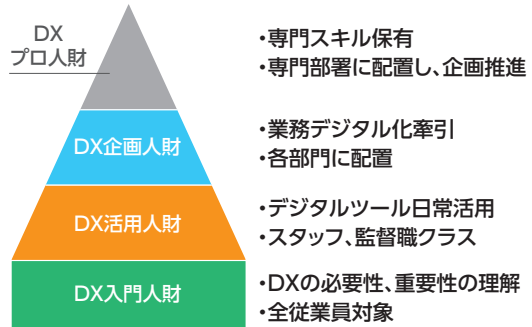 DX
プロ人財
・専門スキル保有
・専門部署に配置し、企画推進
DX企画人財
・業務デジタル化牽引
・各部門に配置
DX活用人財
・デジタルツール日常活用
・スタッフ、監督職クラス
DX入門人財
・DXの必要性、重要性の理解
・全従業員対象